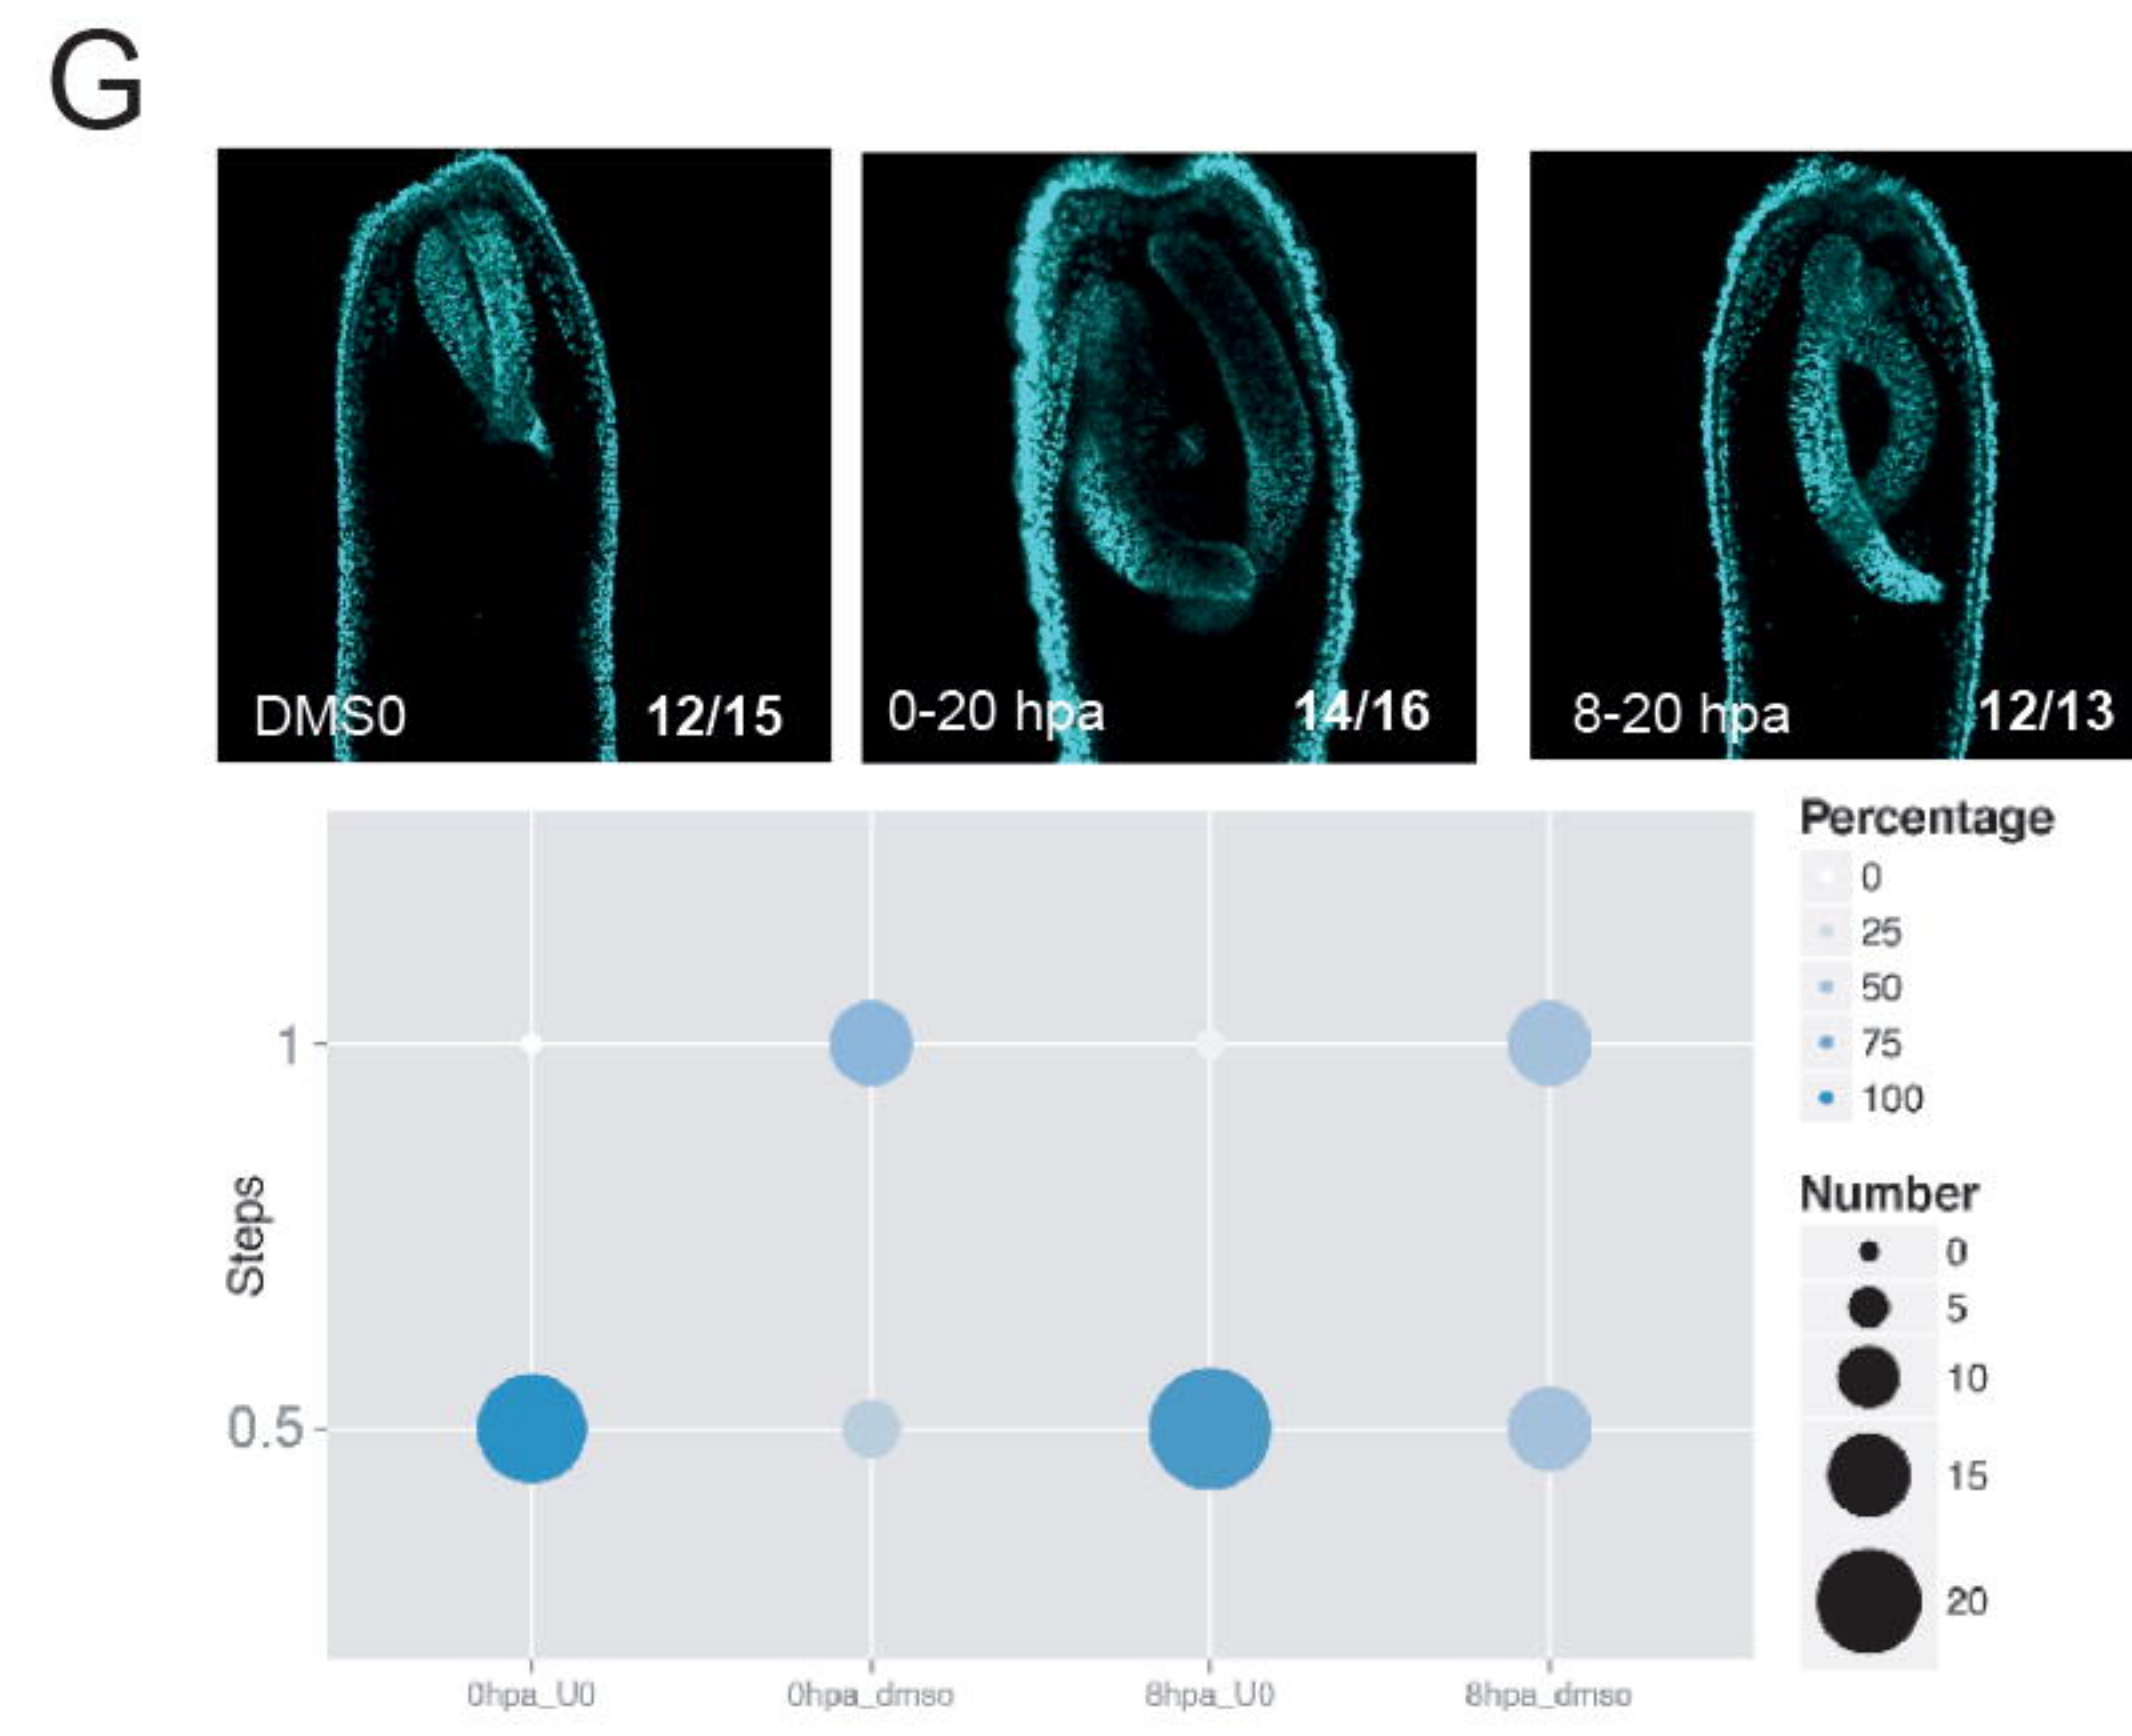 G
DMS0 12/15
0-20 hpa 14/16
8-20 hpa 12/13
Percentage
0
25
50
75
100
Number
0
5
10
15
20
Steps
1
0.5
0hpa_U0 0hpa_dmso 8hpa_U0 8hpa_dmso